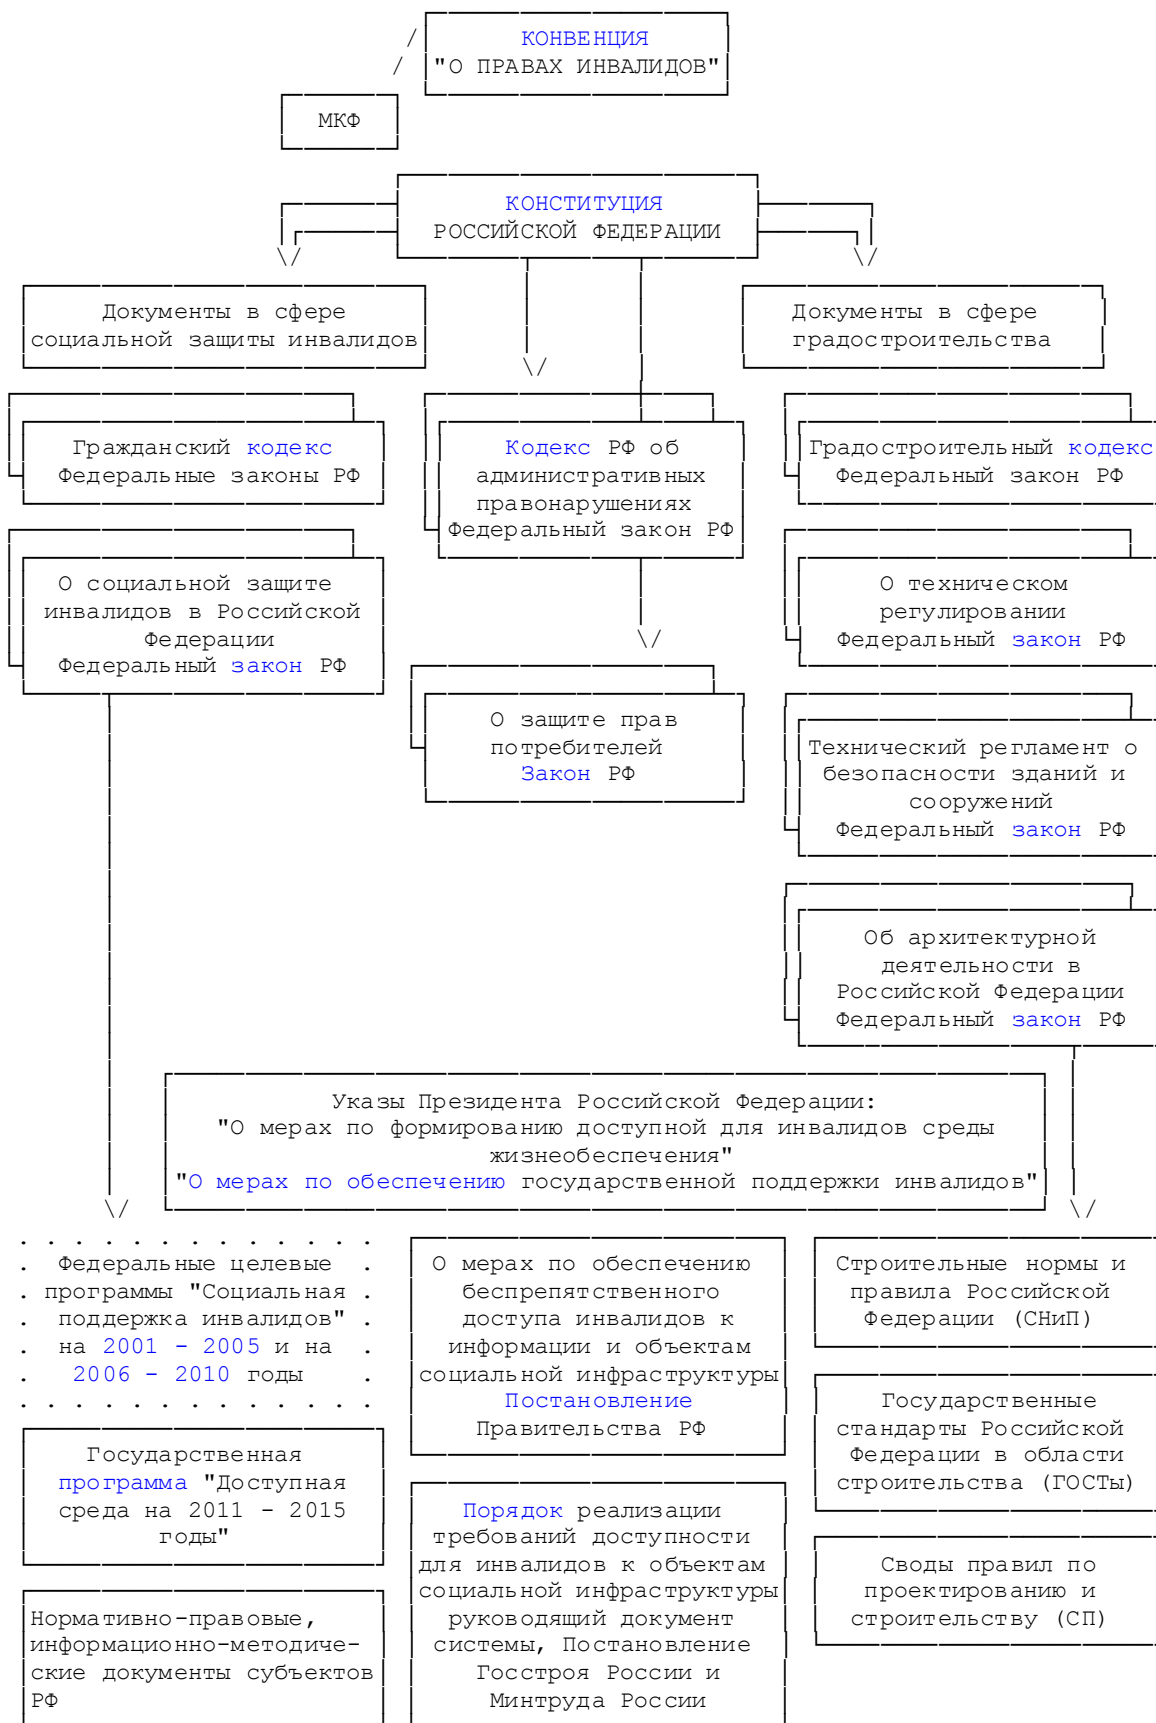 КОНВЕНЦИЯ
"О ПРАВАХ ИНВАЛИДОВ"
МКФ
КОНСТИТУЦИЯ
РОССИЙСКОЙ ФЕДЕРАЦИИ
Документы в сфере
социальной защиты инвалидов
Документы в сфере
градостроительства
Гражданский кодекс
Федеральные законы РФ
Кодекс РФ об
административных
правонарушениях
Федеральный закон РФ
Градостроительный кодекс
Федеральный закон РФ
О социальной защите
инвалидов в Российской
Федерации
Федеральный закон РФ
О техническом
регулировании
Федеральный закон РФ
О защите прав
потребителей
Закон РФ
Технический регламент о
безопасности зданий и
сооружений
Федеральный закон РФ
Об архитектурной
деятельности в
Российской Федерации
Федеральный закон РФ
Указы Президента Российской Федерации:
"О мерах по формированию доступной для инвалидов среды
жизнеобеспечения"
"О мерах по обеспечению государственной поддержки инвалидов"
Федеральные целевые
программы "Социальная
поддержка инвалидов"
на 2001 - 2005 и на
2006 - 2010 годы
О мерах по обеспечению
беспрепятственного
доступа инвалидов к
информации и объектам
социальной инфраструктуры
Постановление
Правительства РФ
Строительные нормы и
правила Российской
Федерации (СНиП)
Государственные
стандарты Российской
Федерации в области
строительства (ГОСТы)
Государственная
программа "Доступная
среда на 2011 - 2015
годы"
Порядок реализации
требований доступности
для инвалидов к объектам
социальной инфраструктуры
руководящий документ
системы, Постановление
Госстроя России и
Минтруда России
Своды правил по
проектированию и
строительству (СП)
Нормативно-правовые,
информационно-методиче-
ские документы субъектов
РФ